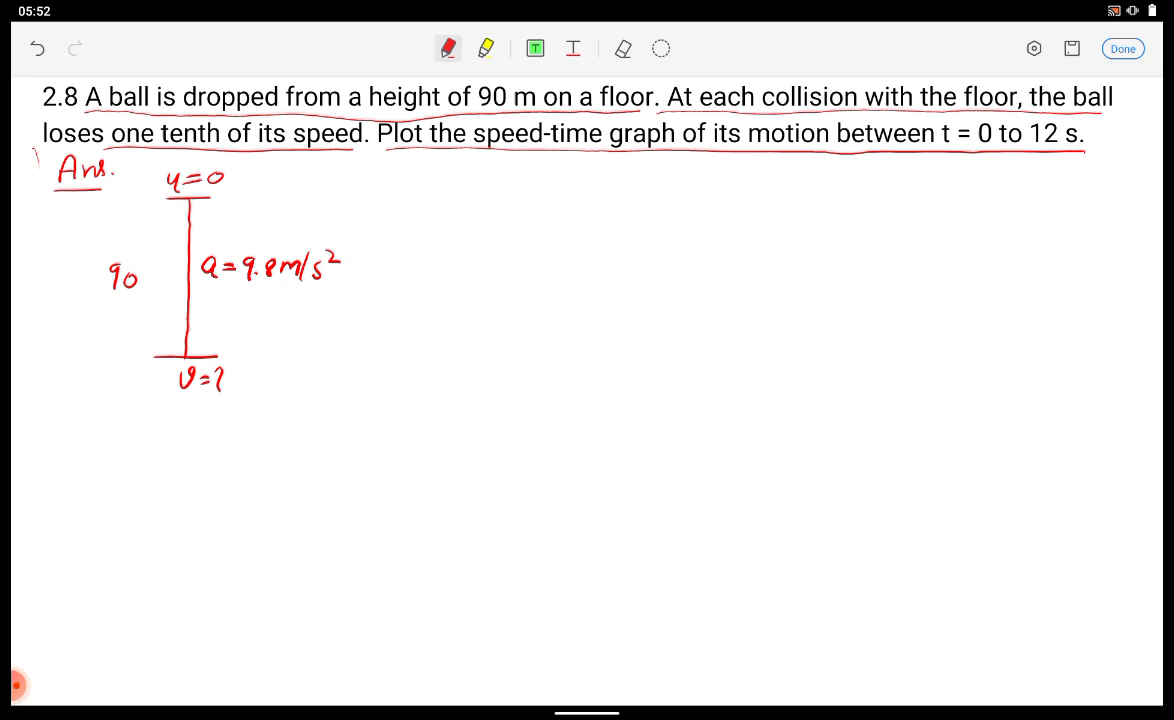 05:52
T T Done
2.8 A ball is dropped from a height of 90 m on a floor. At each collision with the floor, the ball
loses one tenth of its speed. Plot the speed-time graph of its motion between t = 0 to 12 s.
Ans.
u=0
90 a=9.8m/s²
v=?